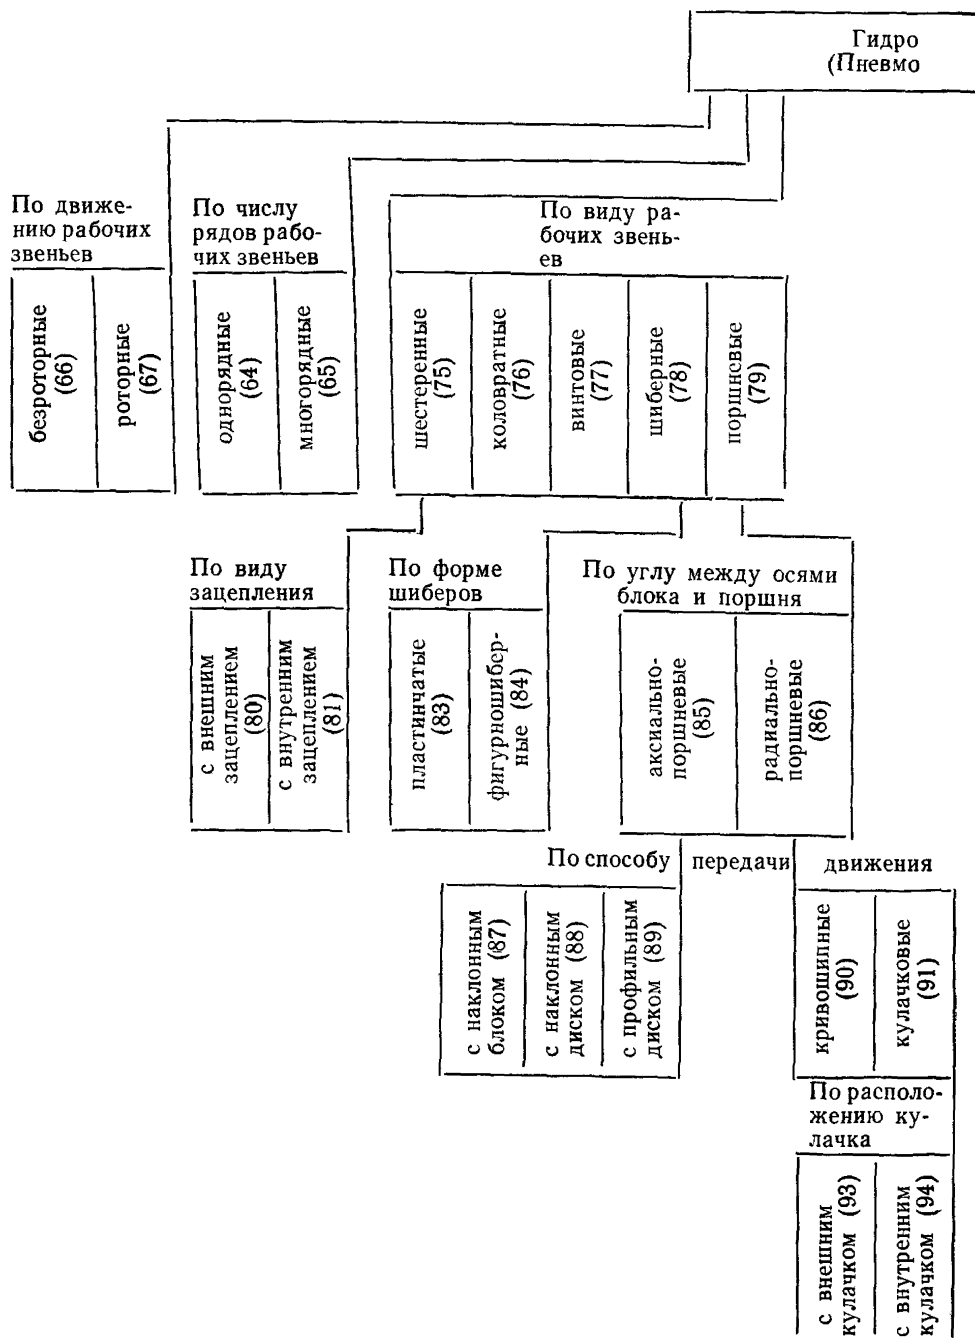 Гидро
(Пневмо
По движе-
нию рабочих
звеньев
безроторные
(66)
роторные
(67)
По числу
рядов рабо-
чих звеньев
однорядные
(64)
многорядные
(65)
По виду ра-
бочих звень-
ев
шестеренные
(75)
коловратные
(76)
винтовые
(77)
шиберные
(78)
поршневые
(79)
По виду
зацепления
с внешним
зацеплением
(80)
с внутренним
зацеплением
(81)
По форме
шиберов
пластинчатые
(83)
фигурношибер-
ные (84)
По углу между осями
блока и поршня
аксиально-
поршневые
(85)
радиально-
поршневые
(86)
По способу передачи движения
с наклонным
блоком (87)
с наклонным
диском (88)
с профильным
диском (89)
кривошипные
(90)
кулачковые
(91)
По располо-
жению ку-
лачка
с внешним
кулачком (93)
с внутренним
кулачком (94)